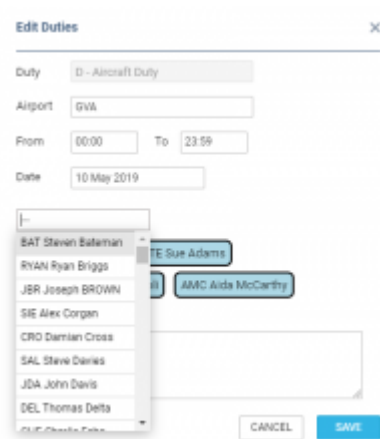 Edit Duties
Duty D - Aircraft Duty
Airport GVA
From 00:00 To 23:59
Date 10 May 2019
BAT Steven Bateman
TE Sue Adams
RYAN Ryan Briggs
JBR Joseph BROWN
AMC Aida McCarthy
SIE Alex Corgan
CRO Damian Cross
SAL Steve Davies
JDA John Davis
DEL Thomas Delta
CANCEL SAVE